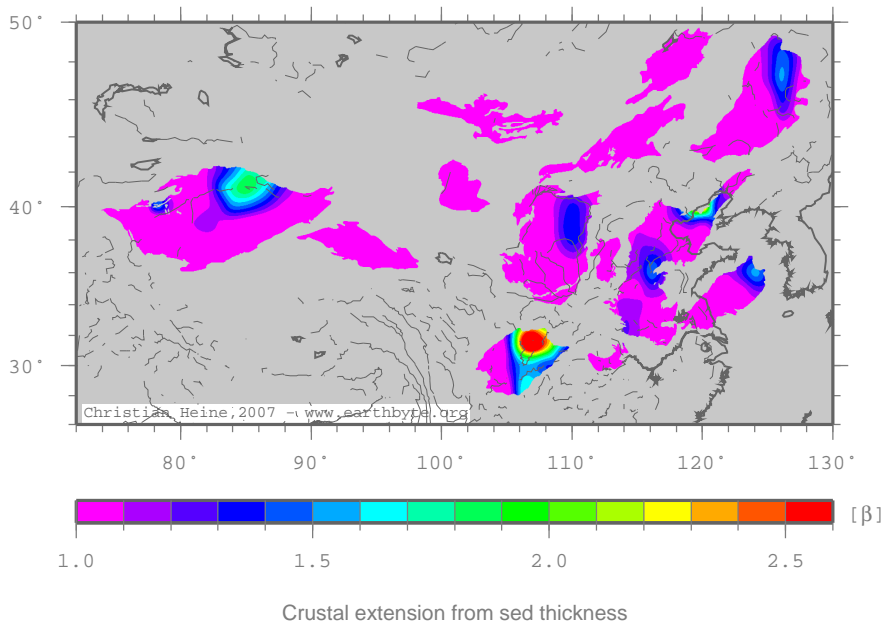 50°
40°
30°
Christian Heine,2007 - www.earthbyte.org
80° 90° 100° 110° 120° 130°
[β]
1.0 1.5 2.0 2.5
Crustal extension from sed thickness